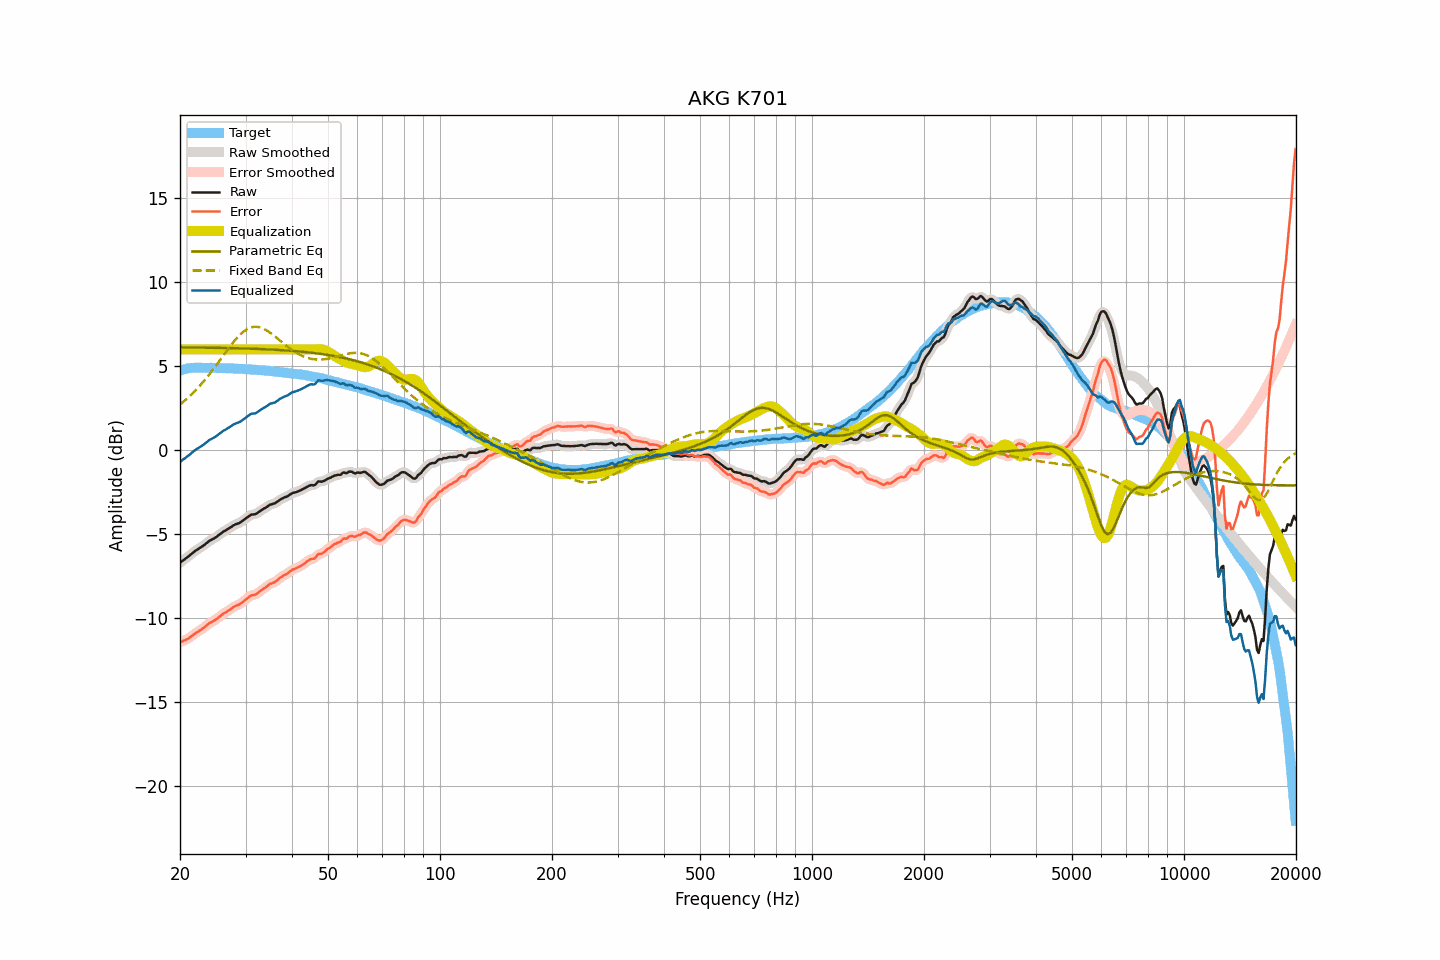 AKG K701
Target
Raw Smoothed
Error Smoothed
Raw
Error
Equalization
Parametric Eq
Fixed Band Eq
Equalized
15
10
5
0
−5
−10
−15
−20
Amplitude (dBr)
20 50 100 200 500 1000 2000 5000 10000 20000
Frequency (Hz)